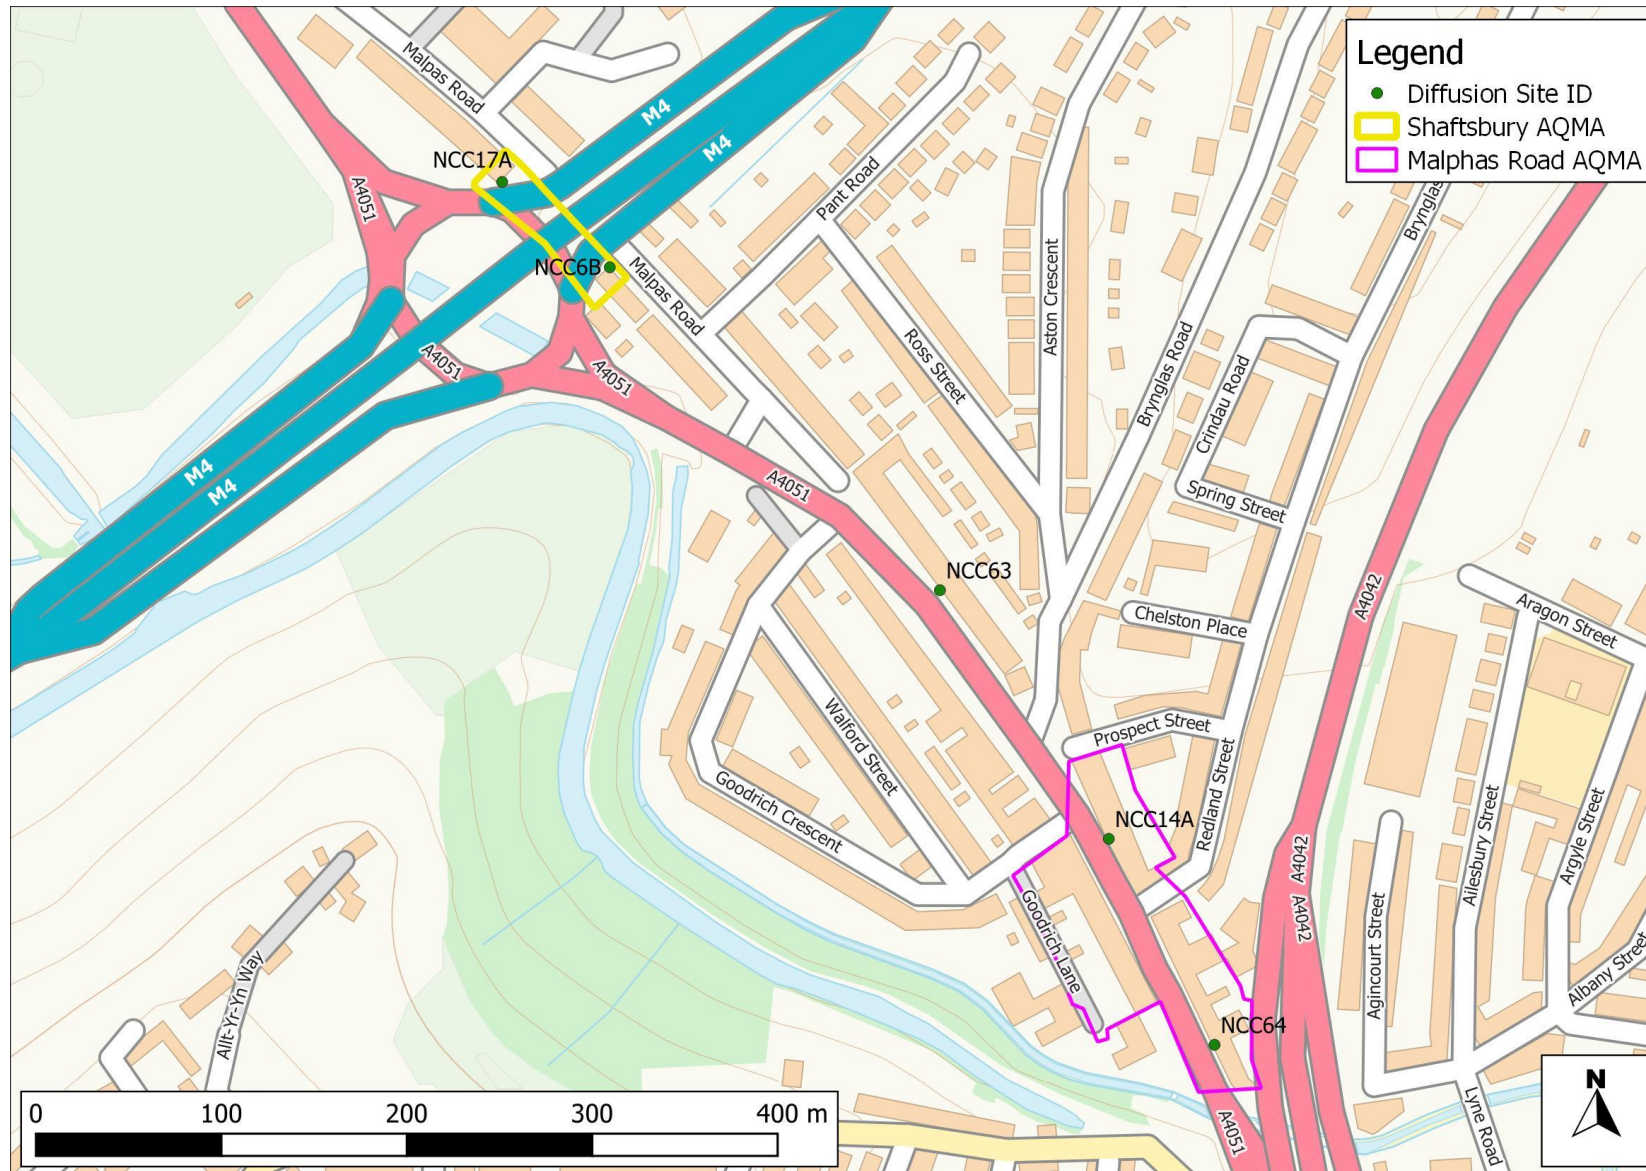 Legend
Diffusion Site ID
Shaftsbury AQMA
Malphas Road AQMA
Malpas Road
M4
M4
NCC17A
A4051
Pant Road
Brynglas
NCC6B
Malpas Road
Aston Crescent
Ross Street
Brynglas Road
Crindau Road
A4051
A4051
M4
M4
A4051
Spring Street
NCC63
A4042
Chelston Place
Aragon Street
Walford Street
Prospect Street
Redland Street
Goodrich Crescent
NCC14A
Ailesbury Street
Argyle Street
A4042
A4042
Goodrich Lane
Agincourt Street
Albany Street
Allt-Yr-Yn Way
NCC64
A4051
Lyne Road
N
0 100 200 300 400 m